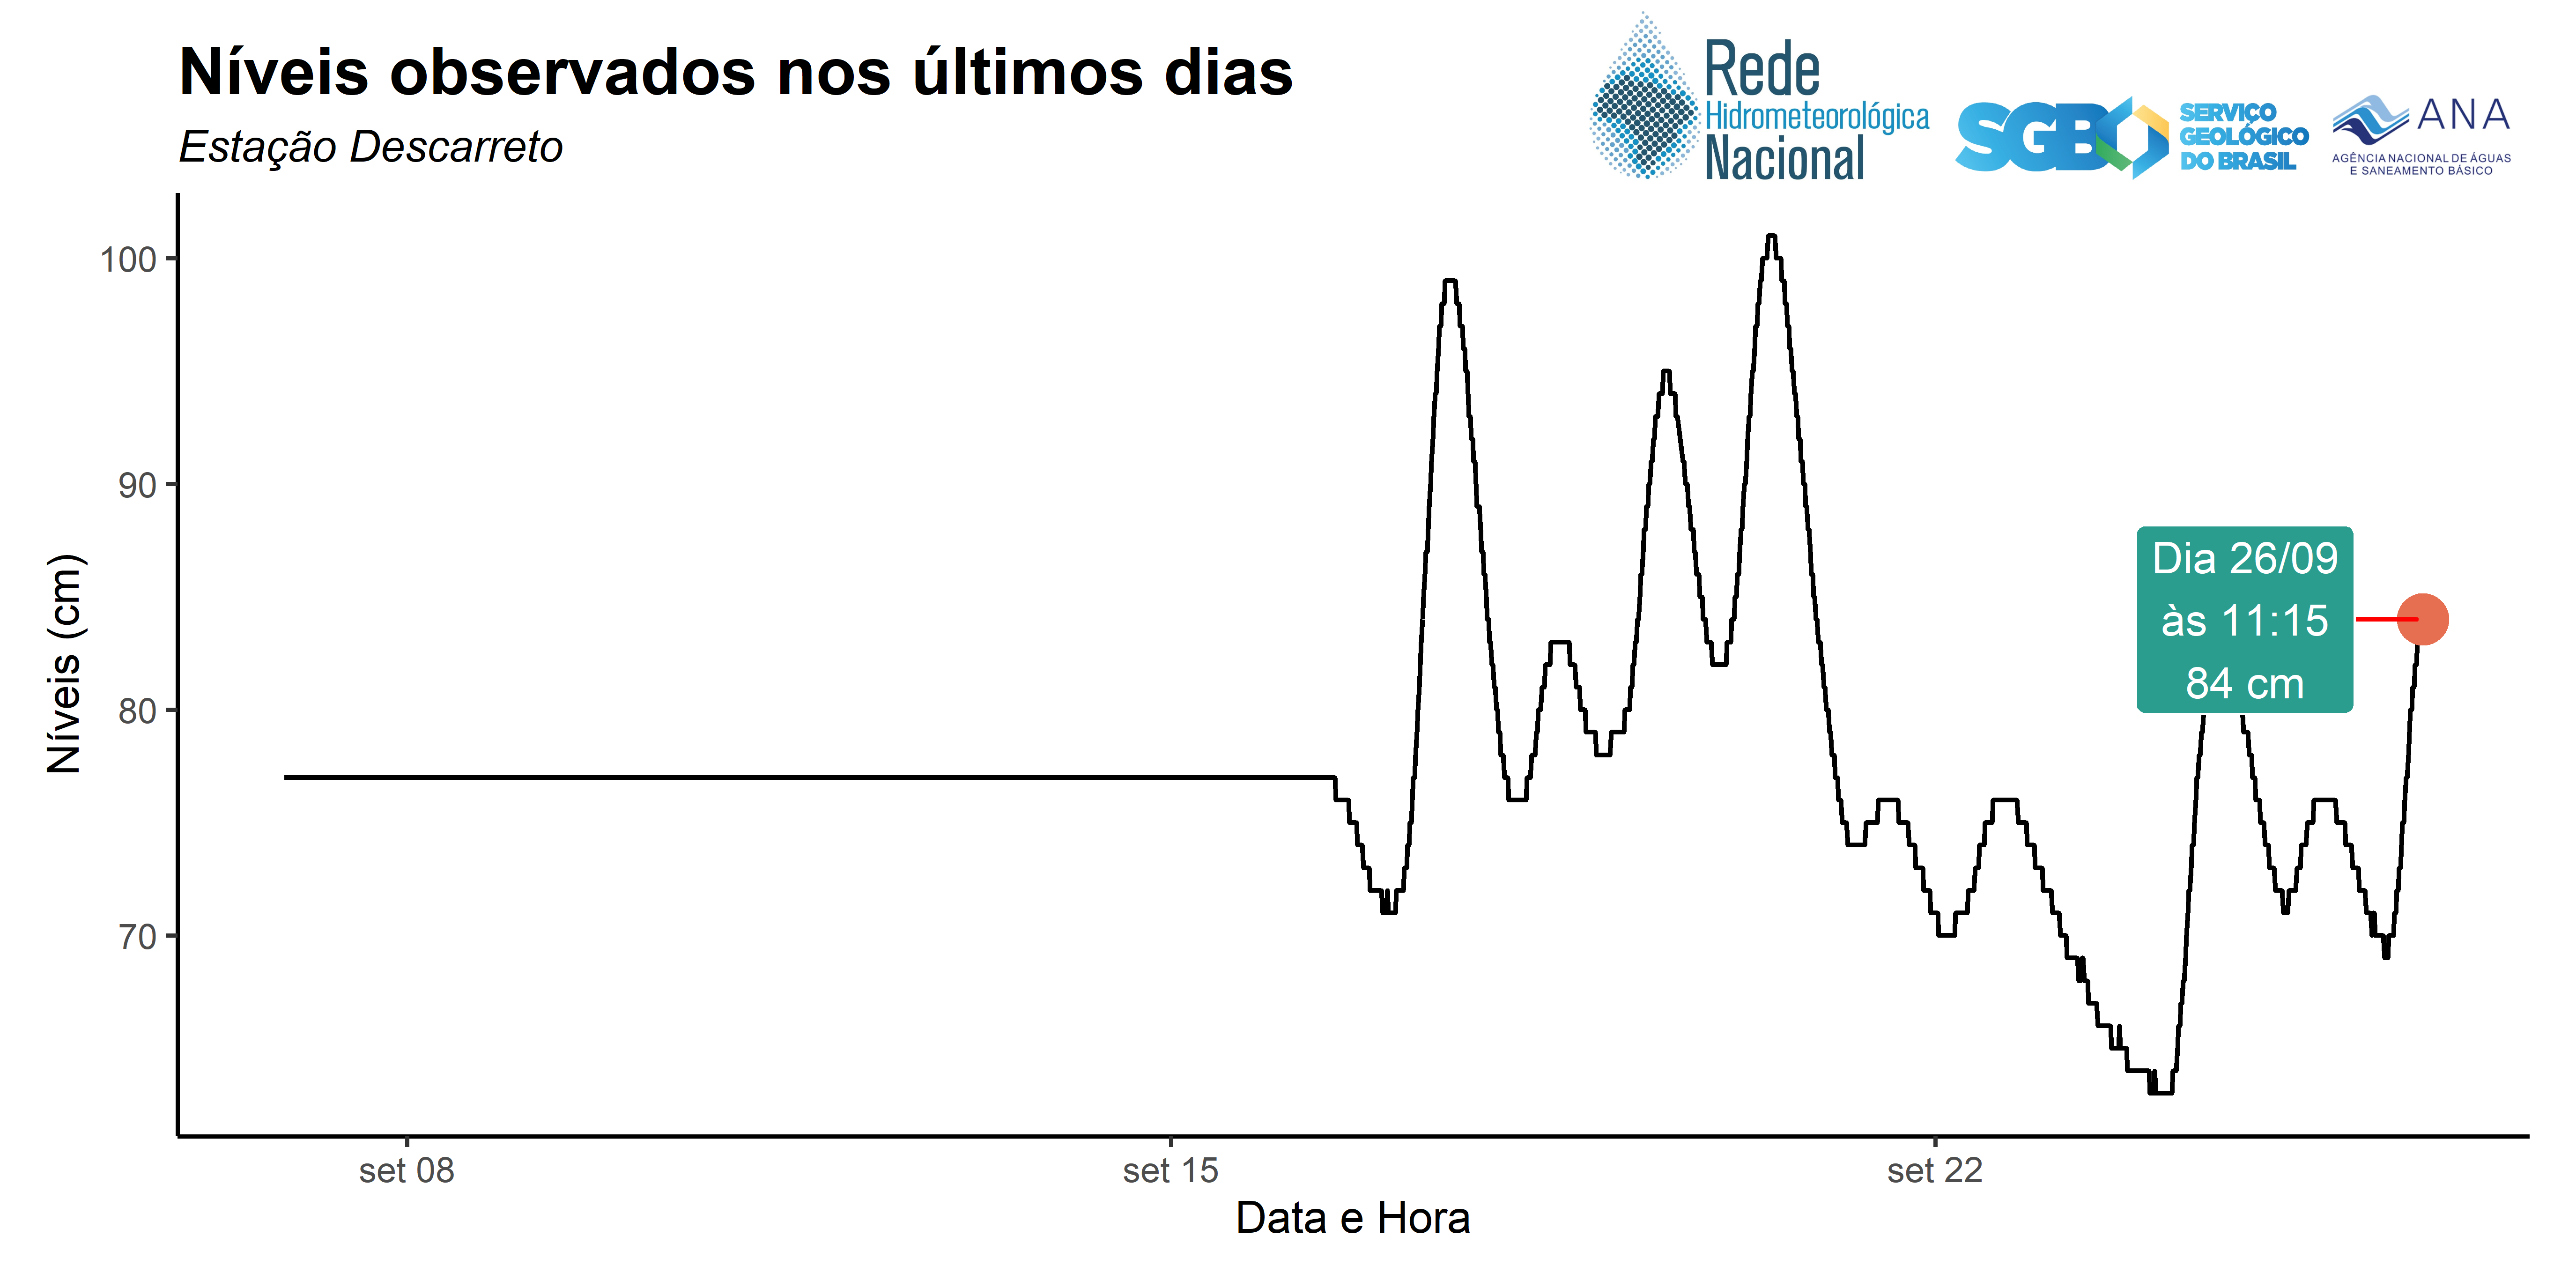 Níveis observados nos últimos dias
Estação Descarreto
Rede
Hidrometeorológica
Nacional
SGB
SERVIÇO
GEOLÓGICO
DO BRASIL
ANA
AGÊNCIA NACIONAL DE ÁGUAS
E SANEAMENTO BÁSICO
Níveis (cm)
100
90
80
70
Dia 26/09
às 11:15
84 cm
set 08
set 15
set 22
Data e Hora